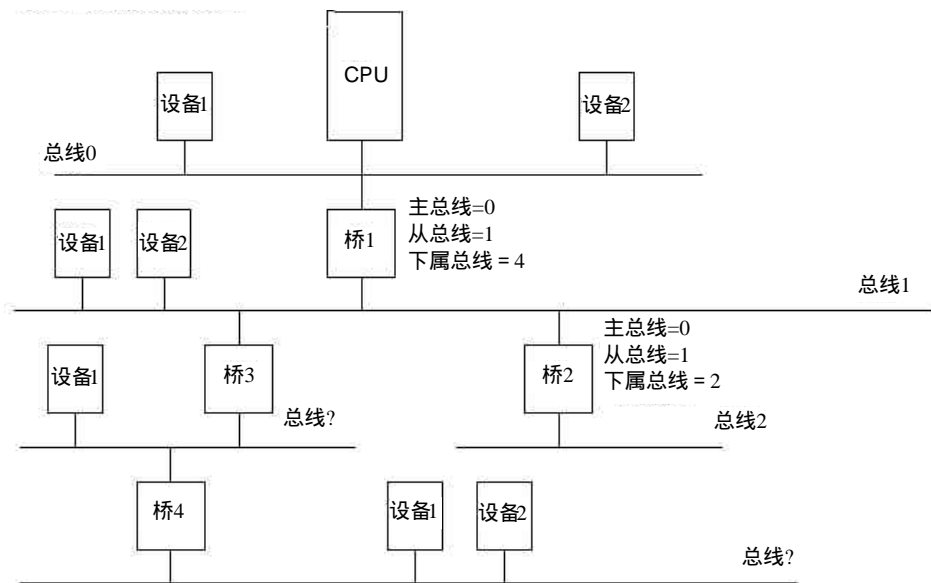 CPU
设备1
设备2
总线0
主总线=0
从总线=1
下属总线 = 4
设备1
设备2
桥1
总线1
主总线=0
从总线=1
下属总线 = 2
设备1
桥3
桥2
总线?
总线2
桥4
设备1
设备2
总线?